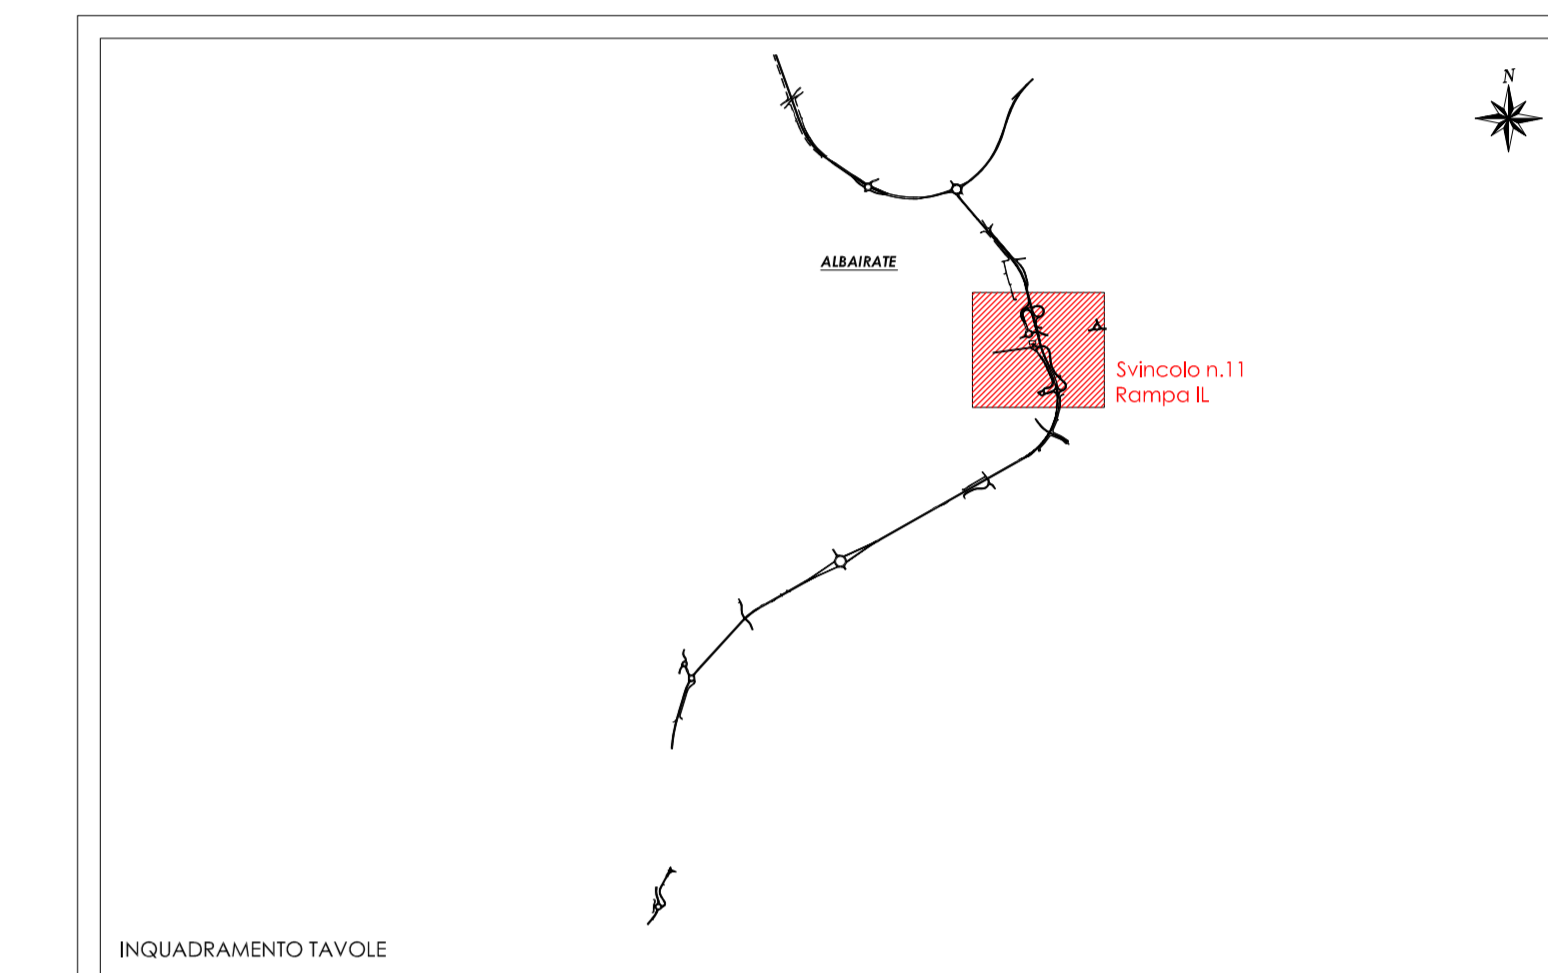 N
ALBAIRATE
Svincolo n.11
Rampa IL
INQUADRAMENTO TAVOLE